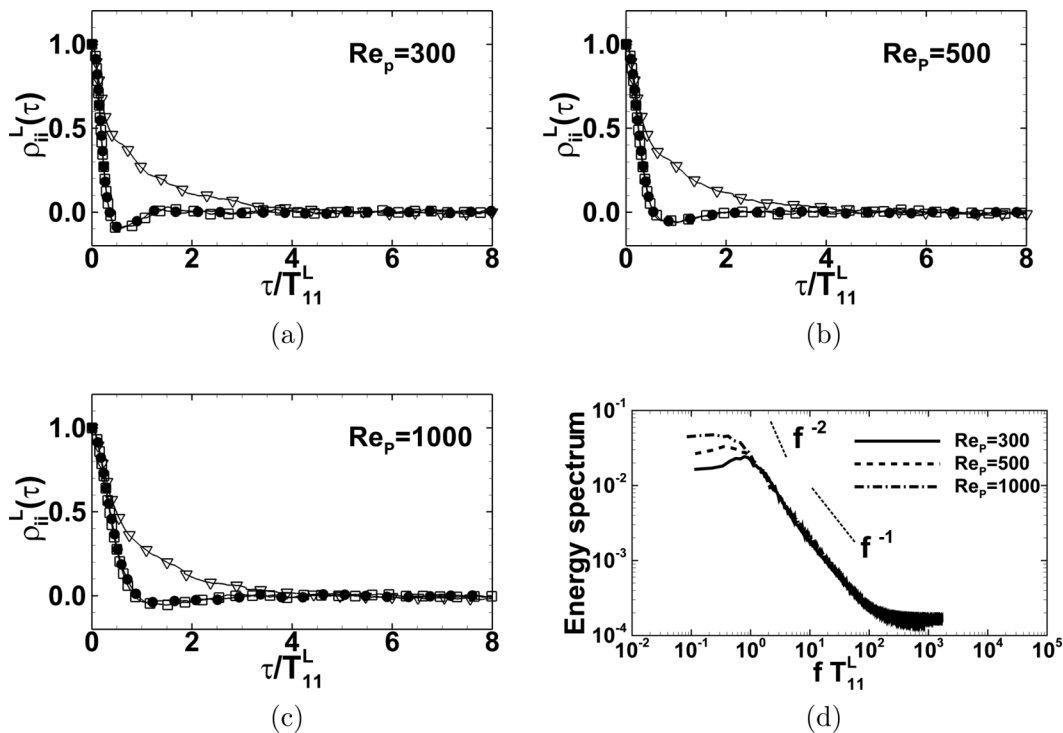 Re_p=300
ρ_ii^L(τ)
1.0
0.5
0.0
0 2 4 6 8
τ/T_11^L
(a)
Re_P=500
ρ_ii^L(τ)
1.0
0.5
0.0
0 2 4 6 8
τ/T_11^L
(b)
Re_P=1000
ρ_ii^L(τ)
1.0
0.5
0.0
0 2 4 6 8
τ/T_11^L
(c)
Energy spectrum
10^-1
10^-2
10^-3
10^-4
f^-2
f^-1
Re_P=300
Re_P=500
Re_P=1000
10^-2 10^-1 10^0 10^1 10^2 10^3 10^4 10^5
f T_11^L
(d)